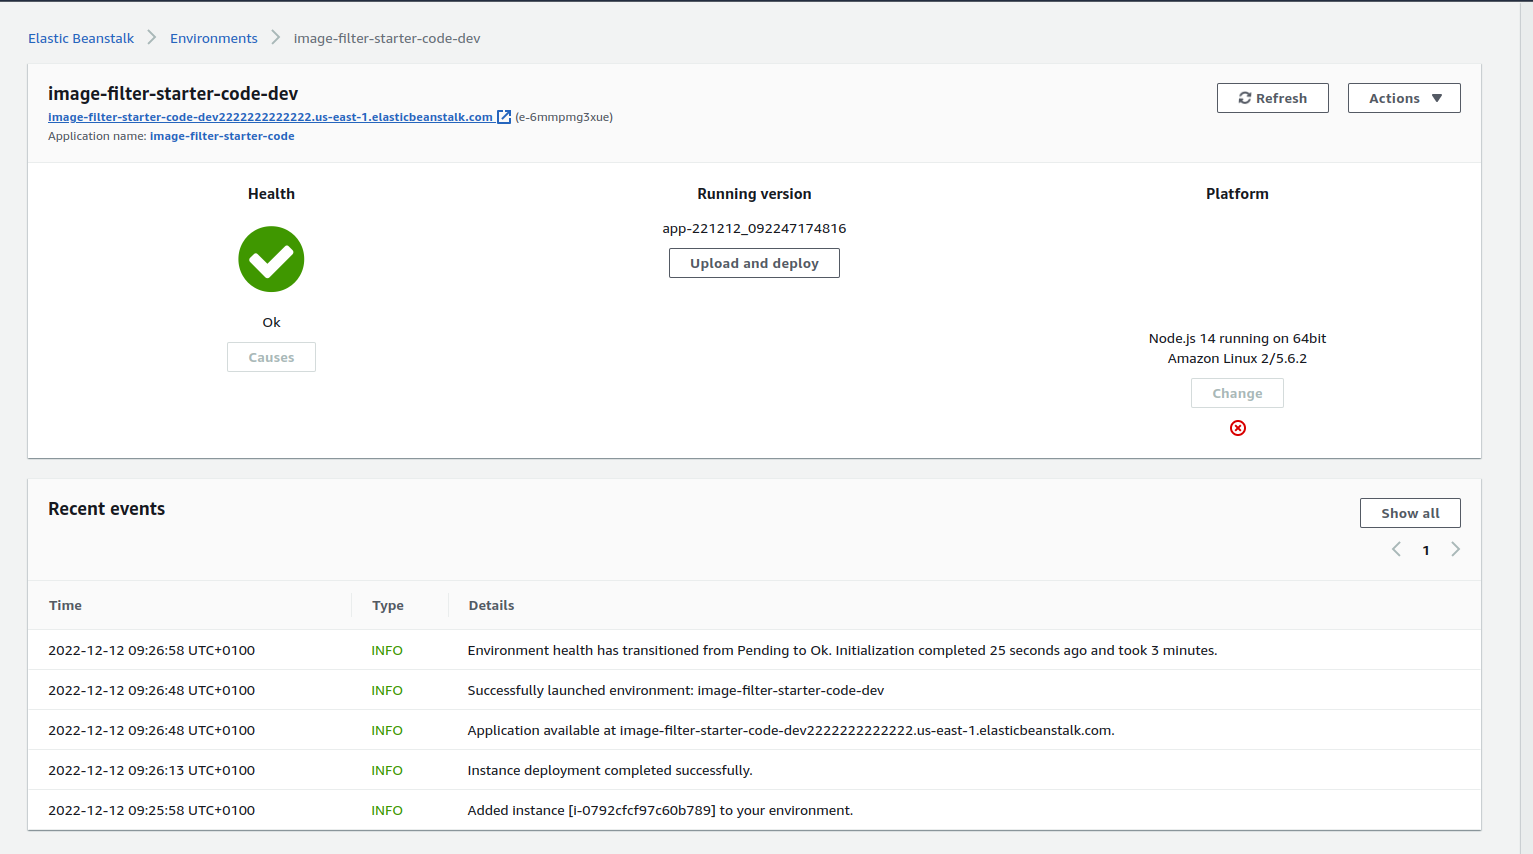 Elastic Beanstalk > Environments > image-filter-starter-code-dev
image-filter-starter-code-dev
image-filter-starter-code-dev2222222222222.us-east-1.elasticbeanstalk.com (e-6mmpmg3xue)
Application name: image-filter-starter-code
Refresh
Actions
Health
Ok
Causes
Running version
app-221212_092247174816
Upload and deploy
Platform
Node.js 14 running on 64bit
Amazon Linux 2/5.6.2
Change
Recent events
Show all
1
Time Type Details
2022-12-12 09:26:58 UTC+0100 INFO Environment health has transitioned from Pending to Ok. Initialization completed 25 seconds ago and took 3 minutes.
2022-12-12 09:26:48 UTC+0100 INFO Successfully launched environment: image-filter-starter-code-dev
2022-12-12 09:26:48 UTC+0100 INFO Application available at image-filter-starter-code-dev2222222222222.us-east-1.elasticbeanstalk.com.
2022-12-12 09:26:13 UTC+0100 INFO Instance deployment completed successfully.
2022-12-12 09:25:58 UTC+0100 INFO Added instance [i-0792cfcf97c60b789] to your environment.